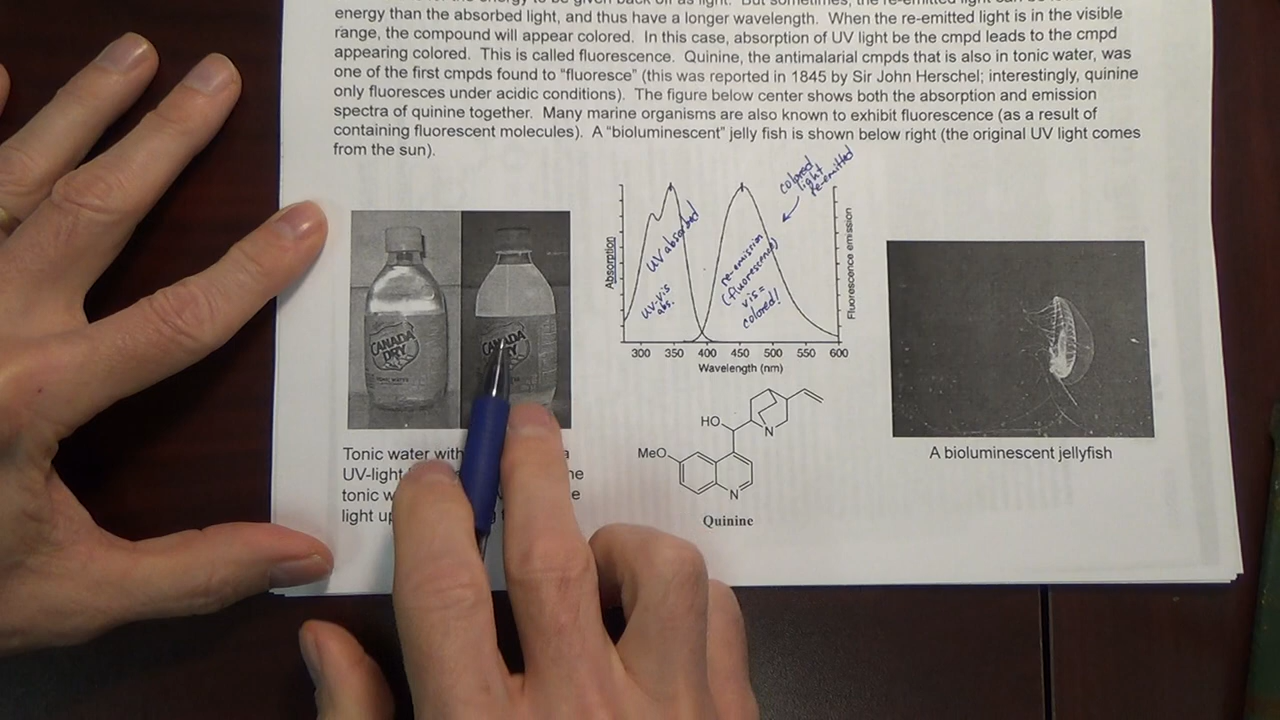 energy than the absorbed light, and thus have a longer wavelength. When the re-emitted light is in the visible
range, the compound will appear colored. In this case, absorption of UV light be the cmpd leads to the cmpd
appearing colored. This is called fluorescence. Quinine, the antimalarial cmpds that is also in tonic water, was
one of the first cmpds found to “fluoresce” (this was reported in 1845 by Sir John Herschel; interestingly, quinine
only fluoresces under acidic conditions). The figure below center shows both the absorption and emission
spectra of quinine together. Many marine organisms are also known to exhibit fluorescence (as a result of
containing fluorescent molecules). A “bioluminescent” jelly fish is shown below right (the original UV light comes
from the sun).
CANADA
DRY
TONIC WATER
CANADA
DRY
Tonic water with a
UV-light
tonic
light up
Absorption
UV absorbed
UV-vis
abs.
re-emission
(fluorescence)
vis =
colored!
colored
light
re-emitted
Fluorescence emission
300 350 400 450 500 550 600
Wavelength (nm)
HO
N
MeO
N
Quinine
A bioluminescent jellyfish